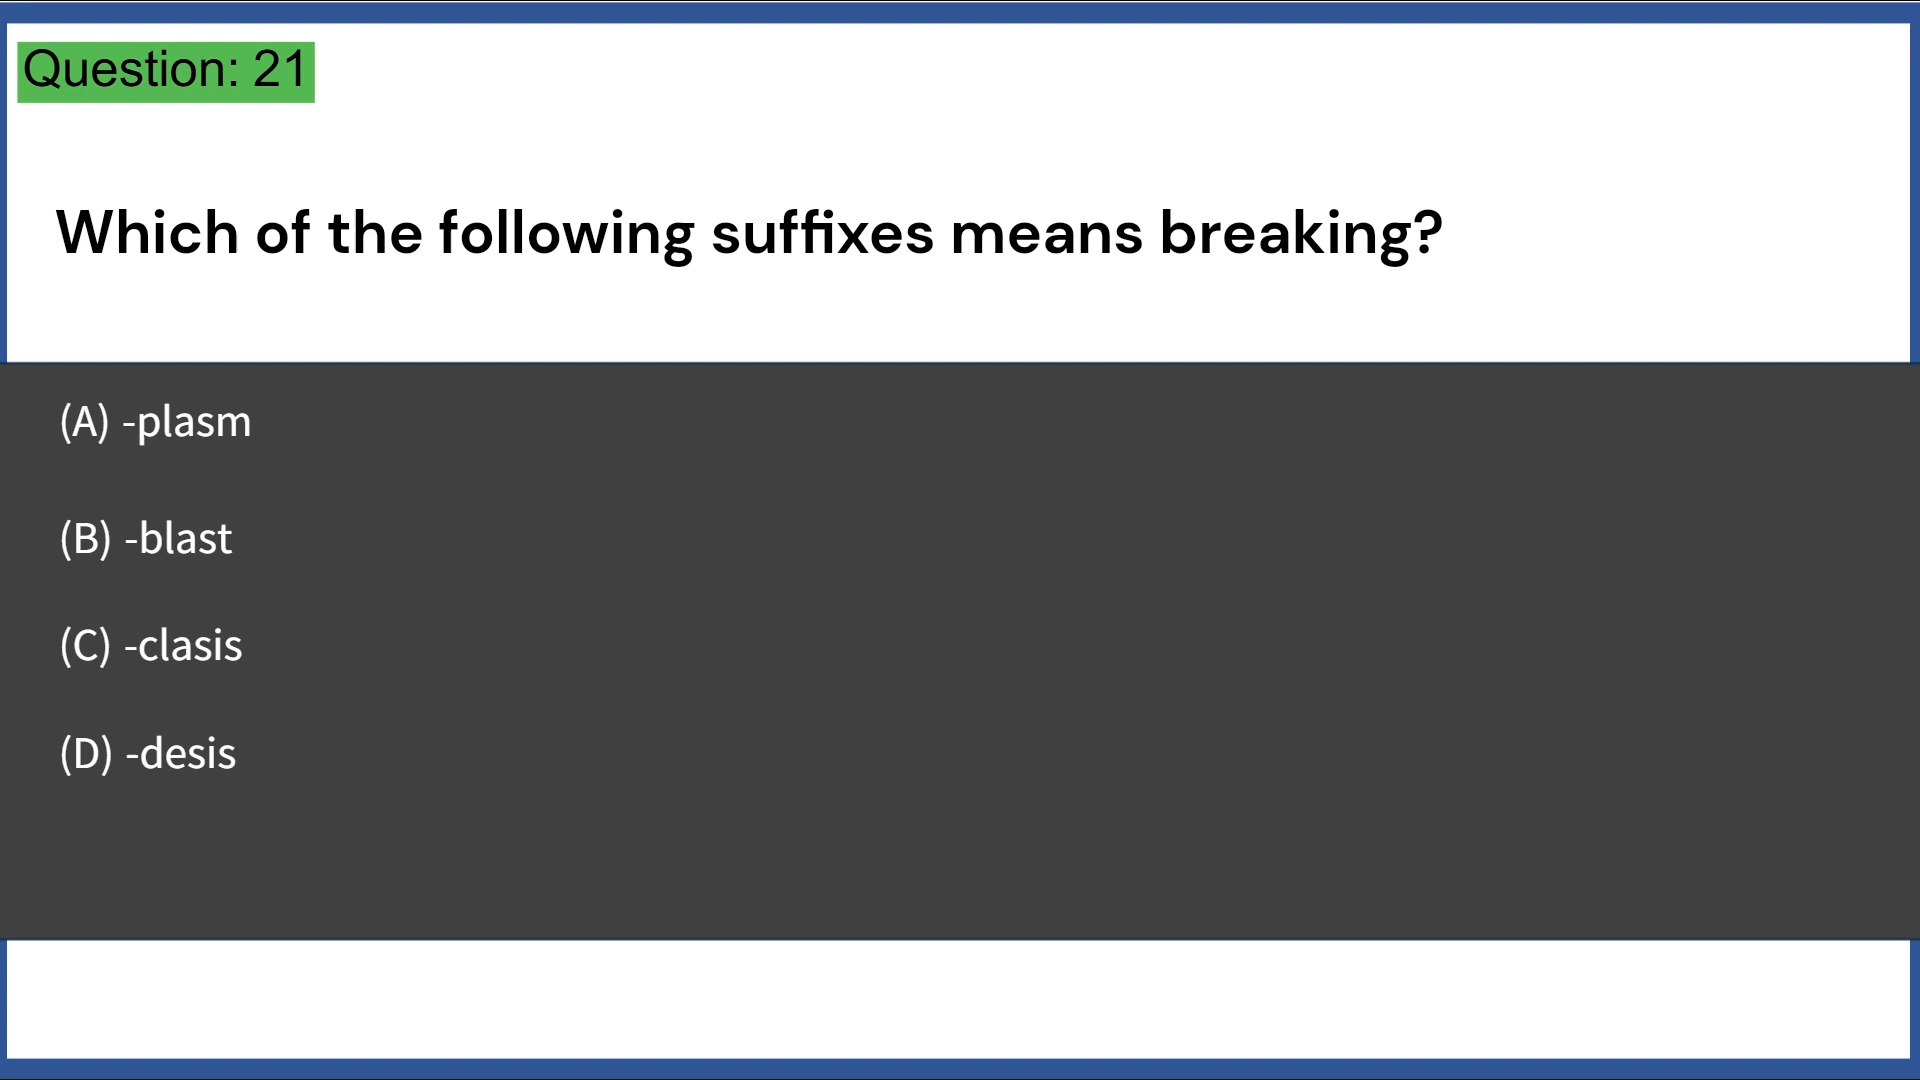 Question: 21
Which of the following suffixes means breaking?
(A) -plasm
(B) -blast
(C) -clasis
(D) -desis